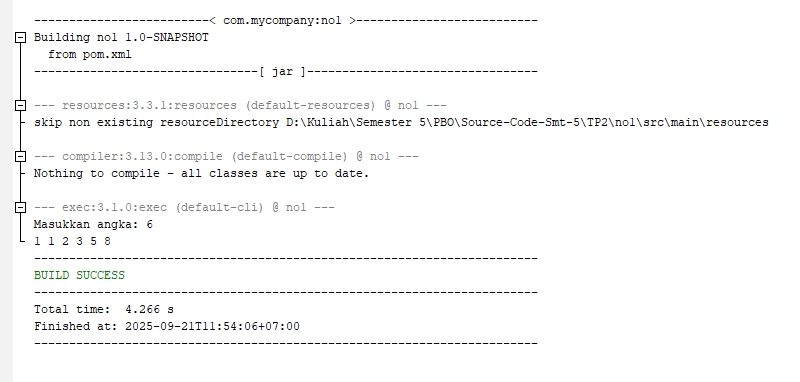 -------------------------< com.mycompany:no1 >--------------------------
Building no1 1.0-SNAPSHOT
  from pom.xml
--------------------------------[ jar ]---------------------------------
--- resources:3.3.1:resources (default-resources) @ no1 ---
skip non existing resourceDirectory D:\Kuliah\Semester 5\PBO\Source-Code-Smt-5\TP2\no1\src\main\resources
--- compiler:3.13.0:compile (default-compile) @ no1 ---
Nothing to compile - all classes are up to date.
--- exec:3.1.0:exec (default-cli) @ no1 ---
Masukkan angka: 6
1 1 2 3 5 8
------------------------------------------------------------------------
BUILD SUCCESS
------------------------------------------------------------------------
Total time:  4.266 s
Finished at: 2025-09-21T11:54:06+07:00
------------------------------------------------------------------------